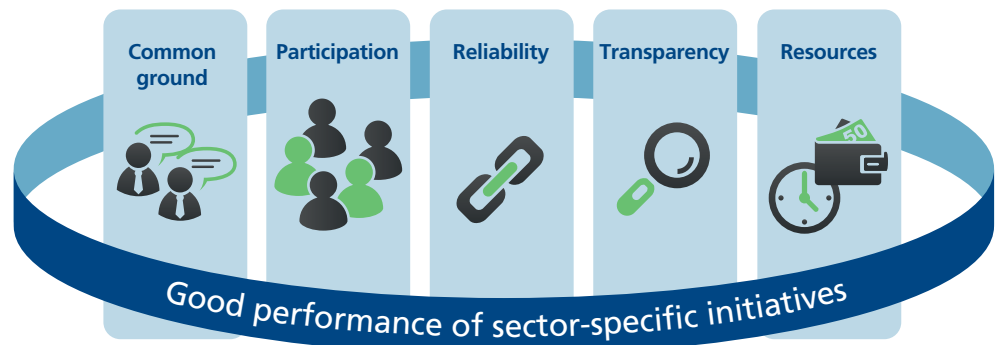 Common
ground
Participation
Reliability
Transparency
Resources
50
Good performance of sector-specific initiatives